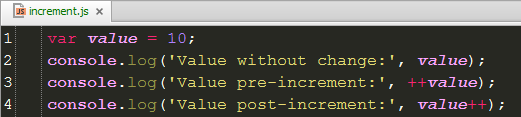 increment.js
1 var value = 10;
2 console.log('Value without change:', value);
3 console.log('Value pre-increment:', ++value);
4 console.log('Value post-increment:', value++);